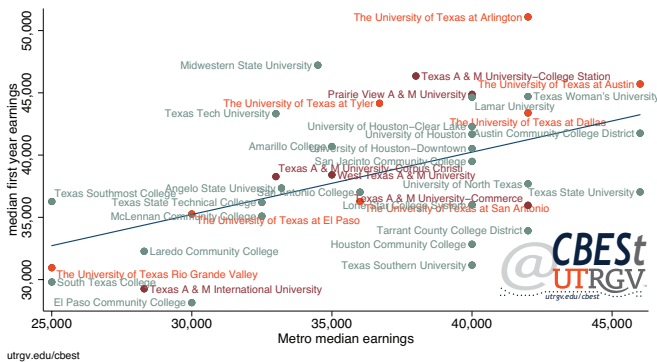 50,000
The University of Texas at Arlington
Midwestern State University
Texas A & M University−College Station
The University of Texas at Austin
45,000
Prairie View A & M University
Texas Woman's University
The University of Texas at Tyler
Lamar University
Texas Tech University
The University of Texas at Dallas
University of Houston−Clear Lake
University of Houston
Austin Community College District
Amarillo College
University of Houston−Downtown
40,000
San Jacinto Community College
Texas A & M University−Corpus Christi
West Texas A & M University
median first year earnings
Angelo State University
San Antonio College
University of North Texas
Texas Southmost College
Texas State Technical College
Texas A & M University−Commerce
Texas State University
Lone Star College System
The University of Texas at San Antonio
McLennan Community College
The University of Texas at El Paso
35,000
Tarrant County College District
Houston Community College
Laredo Community College
Texas Southern University
The University of Texas Rio Grande Valley
South Texas College
30,000
Texas A & M International University
El Paso Community College
@CBESt
UTRGV
utrgv.edu/cbest
25,000 30,000 35,000 40,000 45,000
Metro median earnings
utrgv.edu/cbest